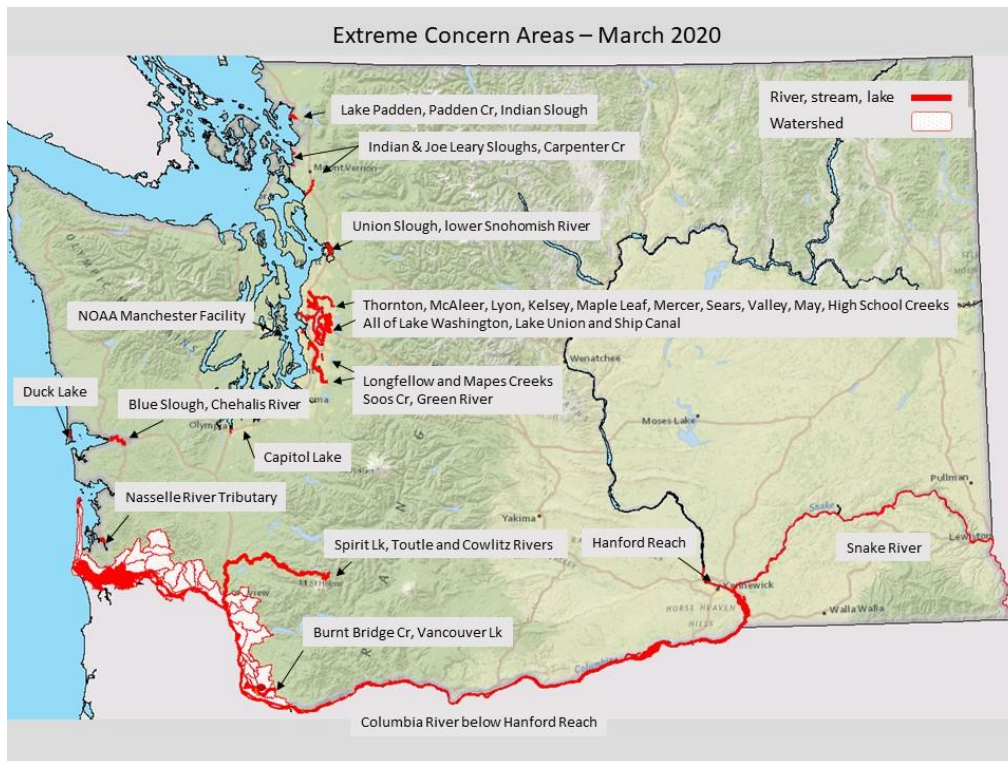 Extreme Concern Areas – March 2020
River, stream, lake
Watershed
Lake Padden, Padden Cr, Indian Slough
Indian & Joe Leary Sloughs, Carpenter Cr
Mount Vernon
Union Slough, lower Snohomish River
Thornton, McAleer, Lyon, Kelsey, Maple Leaf, Mercer, Sears, Valley, May, High School Creeks
All of Lake Washington, Lake Union and Ship Canal
NOAA Manchester Facility
Wenatchee
Longfellow and Mapes Creeks
Soos Cr, Green River
Duck Lake
Blue Slough, Chehalis River
Moses Lake
Capitol Lake
Pullman
Nasselle River Tributary
Snake
Yakima
Spirit Lk, Toutle and Cowlitz Rivers
Hanford Reach
Snake River
Lewiston
HORSE HEAVEN
HILLS
Walla Walla
Burnt Bridge Cr, Vancouver Lk
Columbia River below Hanford Reach